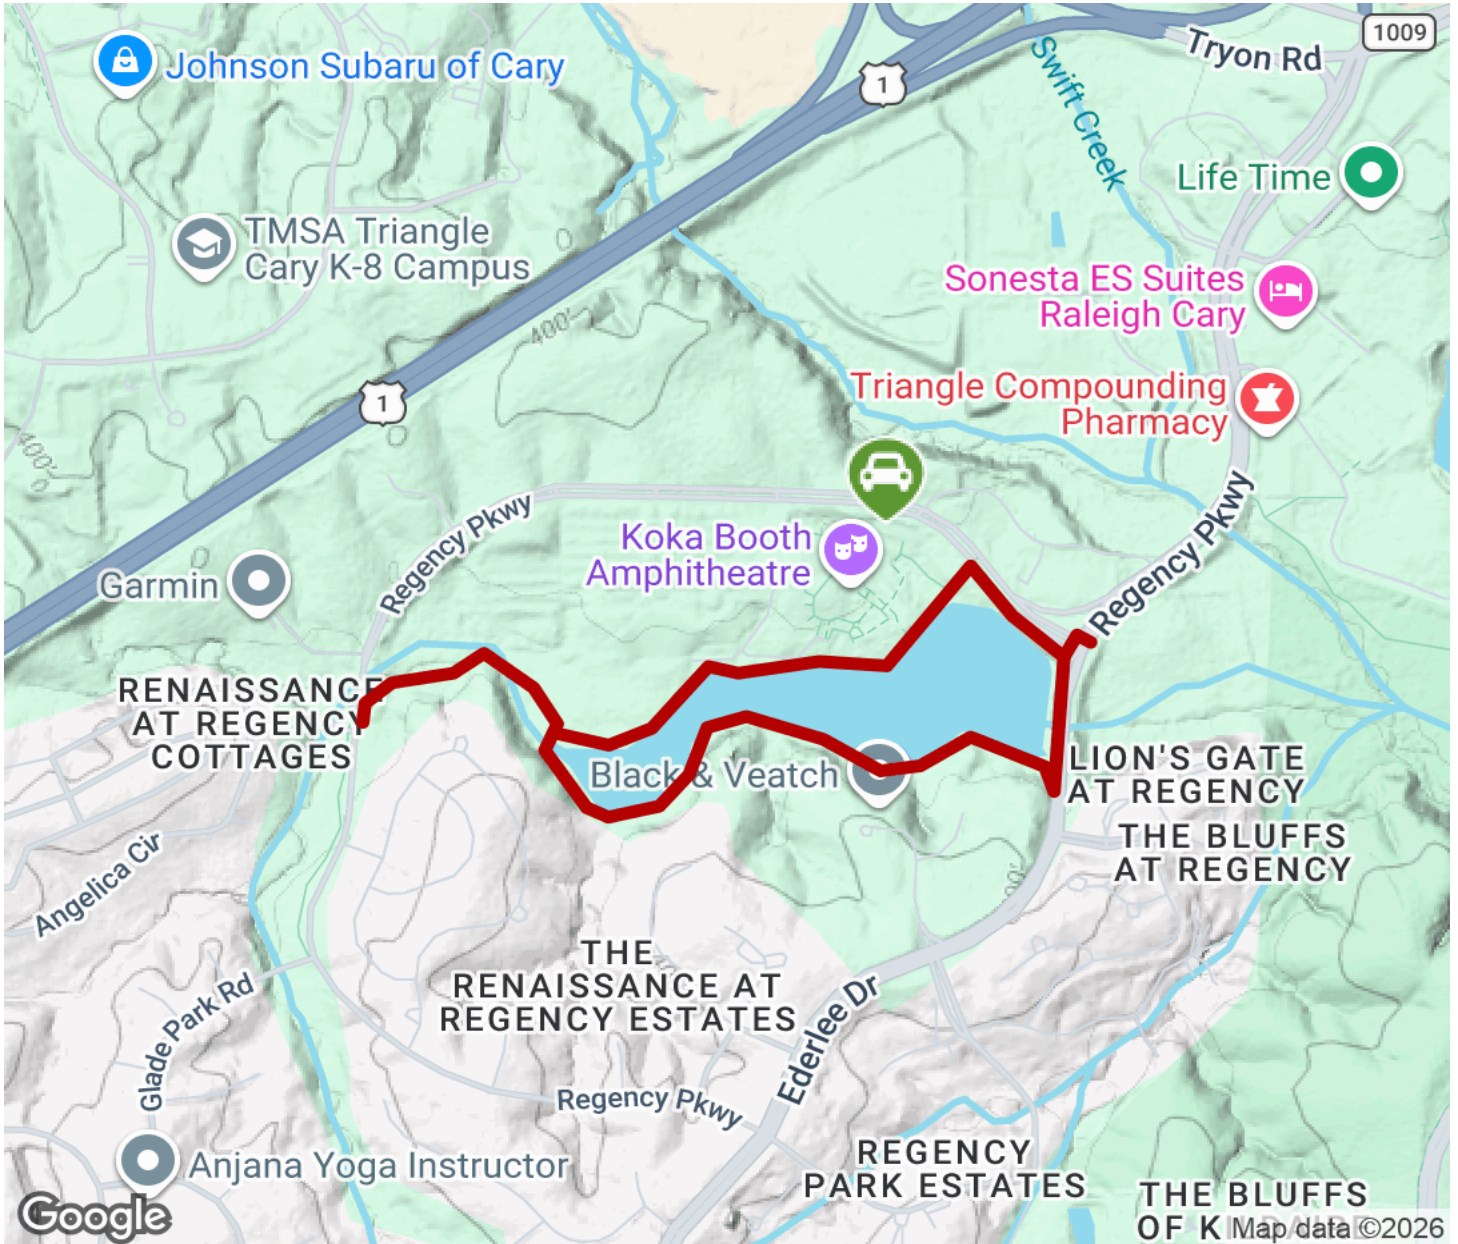 1009
Tryon Rd
Johnson Subaru of Cary
1
Swift Creek
Life Time
TMSA Triangle
Cary K-8 Campus
Sonesta ES Suites
Raleigh Cary
400'
1
Triangle Compounding
Pharmacy
400'
Regency Pkwy
Koka Booth
Amphitheatre
Regency Pkwy
Garmin
RENAISSANCE
AT REGENCY
COTTAGES
Black & Veatch
LION'S GATE
AT REGENCY
THE BLUFFS
AT REGENCY
Angelica Cir
THE
RENAISSANCE AT
REGENCY ESTATES
Ederlee Dr
Glade Park Rd
Regency Pkwy
Anjana Yoga Instructor
REGENCY
PARK ESTATES
THE BLUFFS
OF K
Google
Map data ©2026